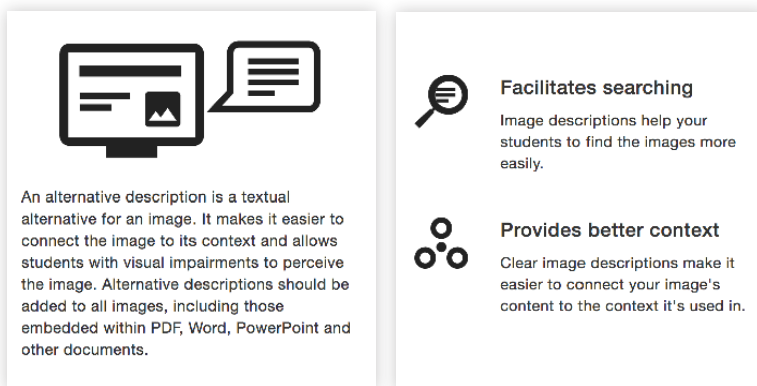 An alternative description is a textual
alternative for an image. It makes it easier to
connect the image to its context and allows
students with visual impairments to perceive
the image. Alternative descriptions should be
added to all images, including those
embedded within PDF, Word, PowerPoint and
other documents.
Facilitates searching
Image descriptions help your
students to find the images more
easily.
Provides better context
Clear image descriptions make it
easier to connect your image's
content to the context it's used in.